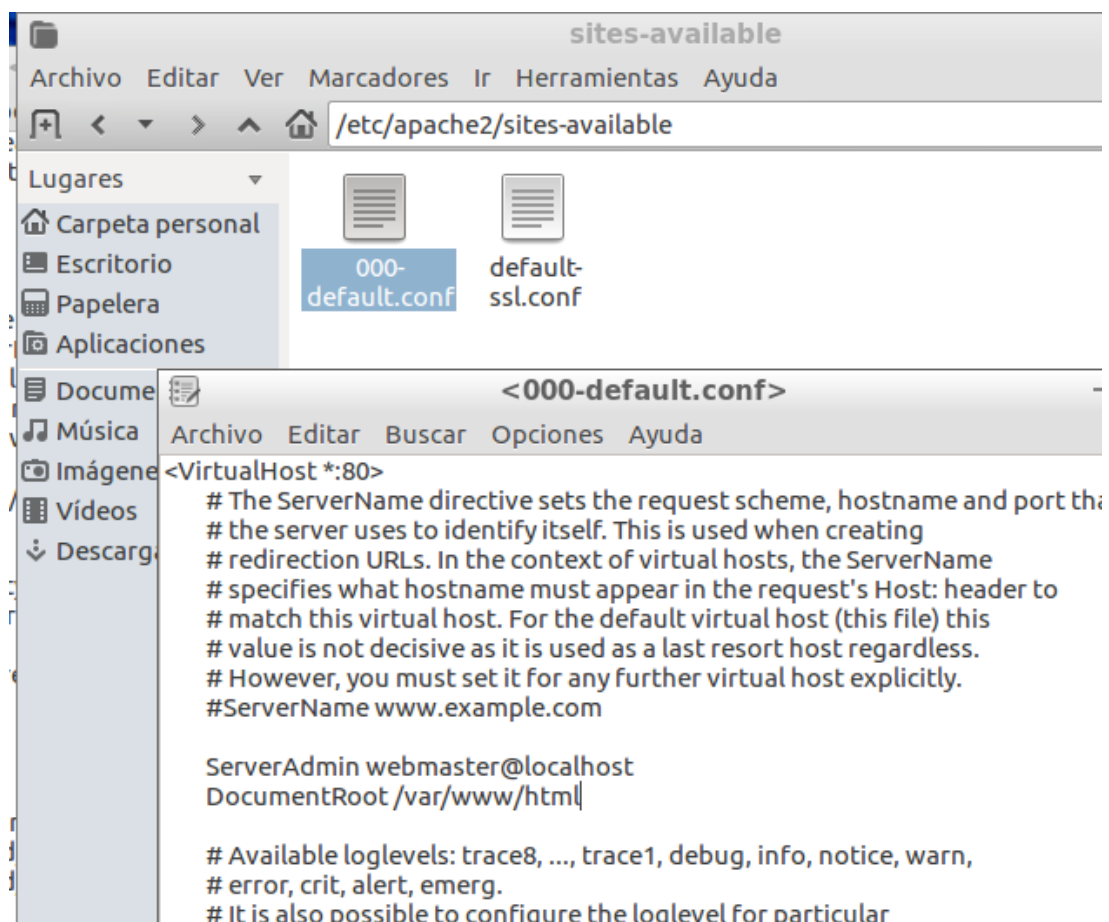 sites-available
Archivo Editar Ver Marcadores Ir Herramientas Ayuda
/etc/apache2/sites-available
Lugares
Carpeta personal
Escritorio
Papelera
Aplicaciones
Docume
Música
Imágene
Vídeos
Descarga
000-
default.conf
default-
ssl.conf
<000-default.conf>
Archivo Editar Buscar Opciones Ayuda
<VirtualHost *:80>
# The ServerName directive sets the request scheme, hostname and port tha
# the server uses to identify itself. This is used when creating
# redirection URLs. In the context of virtual hosts, the ServerName
# specifies what hostname must appear in the request's Host: header to
# match this virtual host. For the default virtual host (this file) this
# value is not decisive as it is used as a last resort host regardless.
# However, you must set it for any further virtual host explicitly.
#ServerName www.example.com
ServerAdmin webmaster@localhost
DocumentRoot /var/www/html
# Available loglevels: trace8, ..., trace1, debug, info, notice, warn,
# error, crit, alert, emerg.
# It is also possible to configure the loglevel for particular